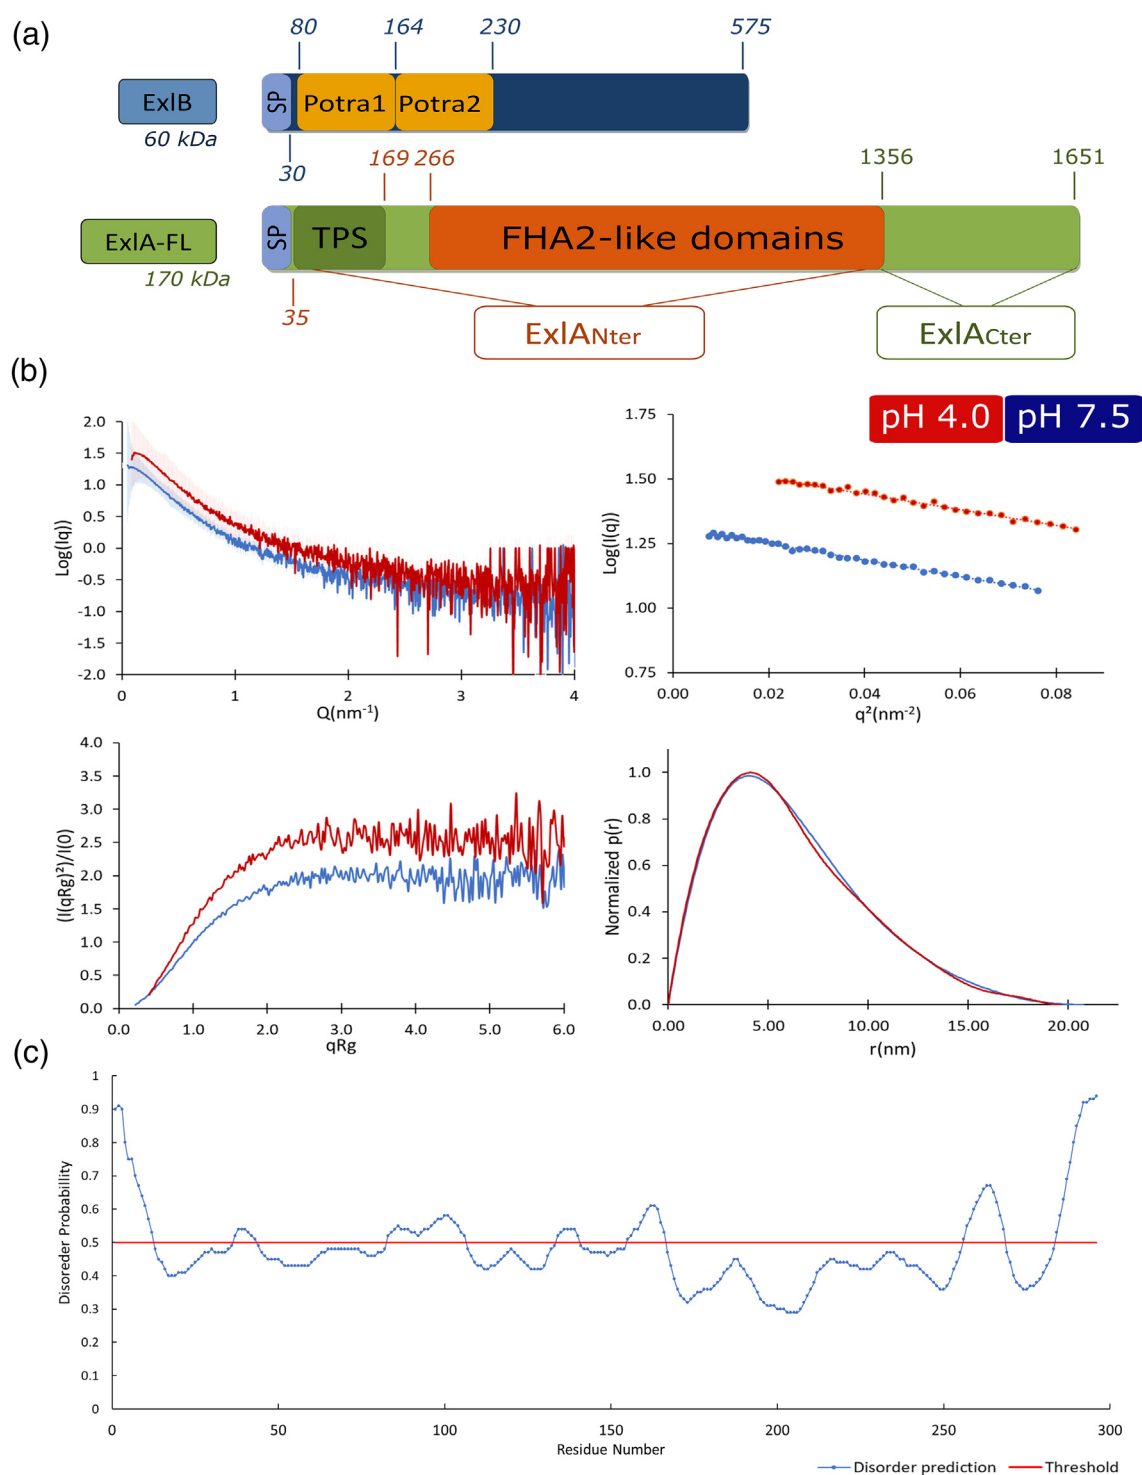 (a)
80 164 230 575
ExlB
SP Potra1 Potra2
60 kDa
30
169 266 1356 1651
ExlA-FL
SP TPS FHA2-like domains
170 kDa
35
ExlANter ExlACter
(b)
pH 4.0 pH 7.5
2.0
1.5
1.0
0.5
0.0
-0.5
-1.0
-1.5
-2.0
Log(Iq))
0 1 2 3 4
Q(nm-1)
1.75
1.50
1.25
1.00
0.75
Log(I(q))
0.00 0.02 0.04 0.06 0.08
q²(nm-2)
4.0
3.5
3.0
2.5
2.0
1.5
1.0
0.5
0.0
(I(qRg)²)/I(0)
0.0 1.0 2.0 3.0 4.0 5.0 6.0
qRg
1.0
0.8
0.6
0.4
0.2
0.0
Normalized p(r)
0.00 5.00 10.00 15.00 20.00
r(nm)
(c)
1
0.9
0.8
0.7
0.6
0.5
0.4
0.3
0.2
0.1
0
Disoreder Probabillity
0 50 100 150 200 250 300
Residue Number
Disorder prediction Threshold